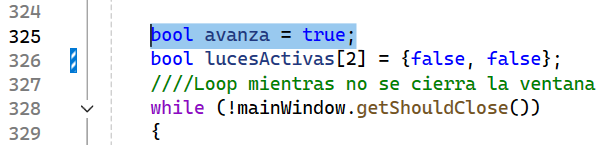 324
325 bool avanza = true;
326 bool lucesActivas[2] = {false, false};
327 ////Loop mientras no se cierra la ventana
328 while (!mainWindow.getShouldClose())
329 {